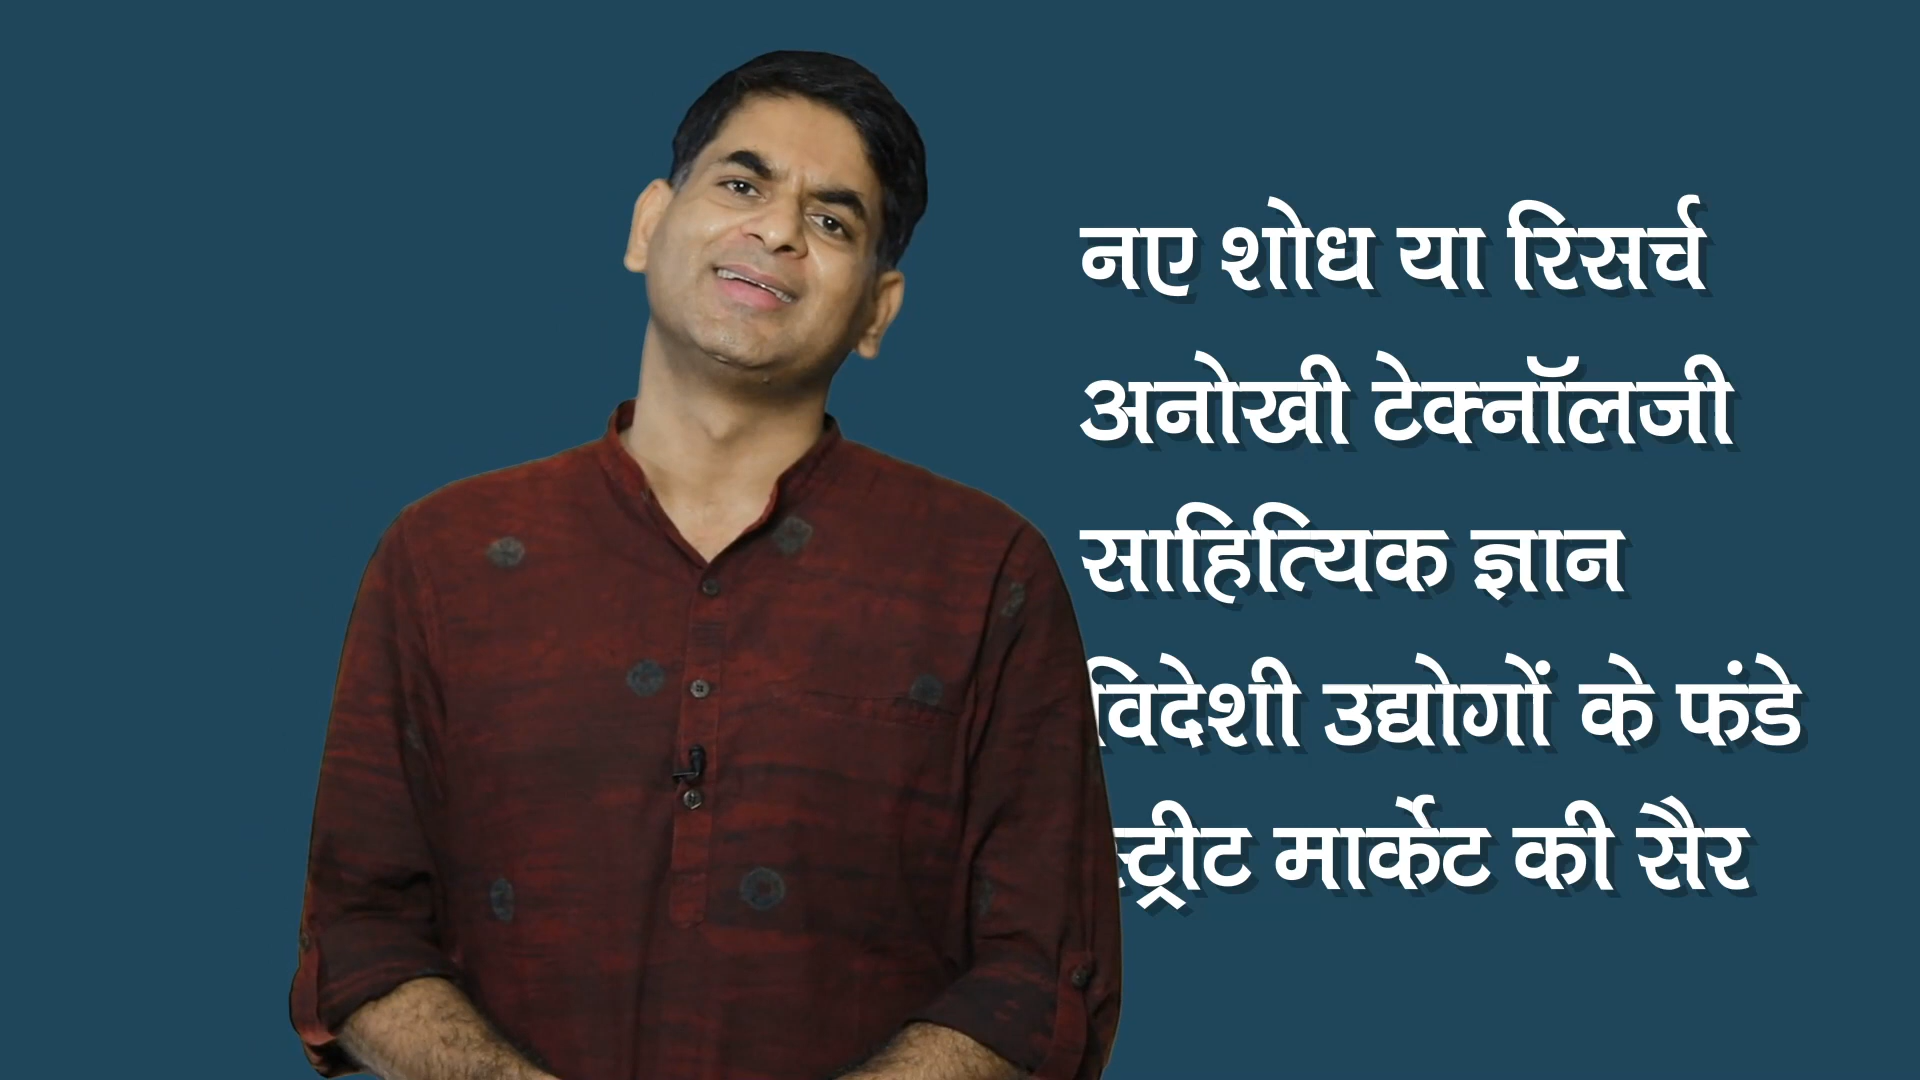 नए शोध या रिसर्च
अनोखी टेक्नॉलजी
साहित्यिक ज्ञान
विदेशी उद्योगों के फंडे
स्ट्रीट मार्केट की सैर